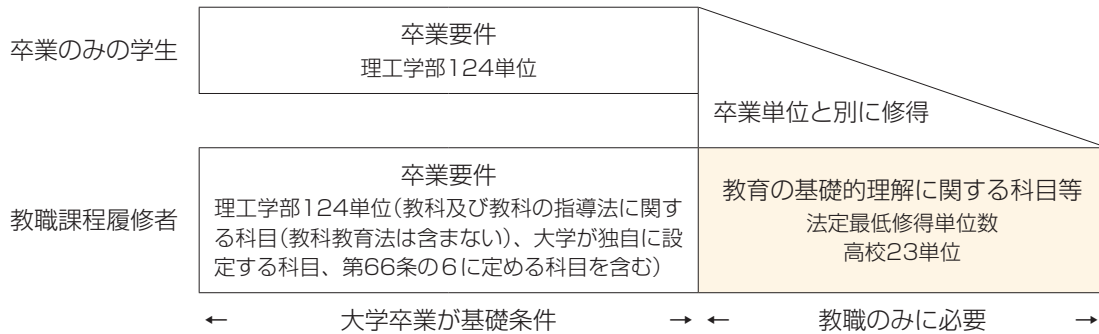 卒業のみの学生
卒業要件
理工学部124単位
卒業単位と別に修得
教職課程履修者
卒業要件
理工学部124単位(教科及び教科の指導法に関す
る科目(教科教育法は含まない)、大学が独自に設
定する科目、第66条の6に定める科目を含む)
教育の基礎的理解に関する科目等
法定最低修得単位数
高校23単位
← 大学卒業が基礎条件 → ← 教職のみに必要 →